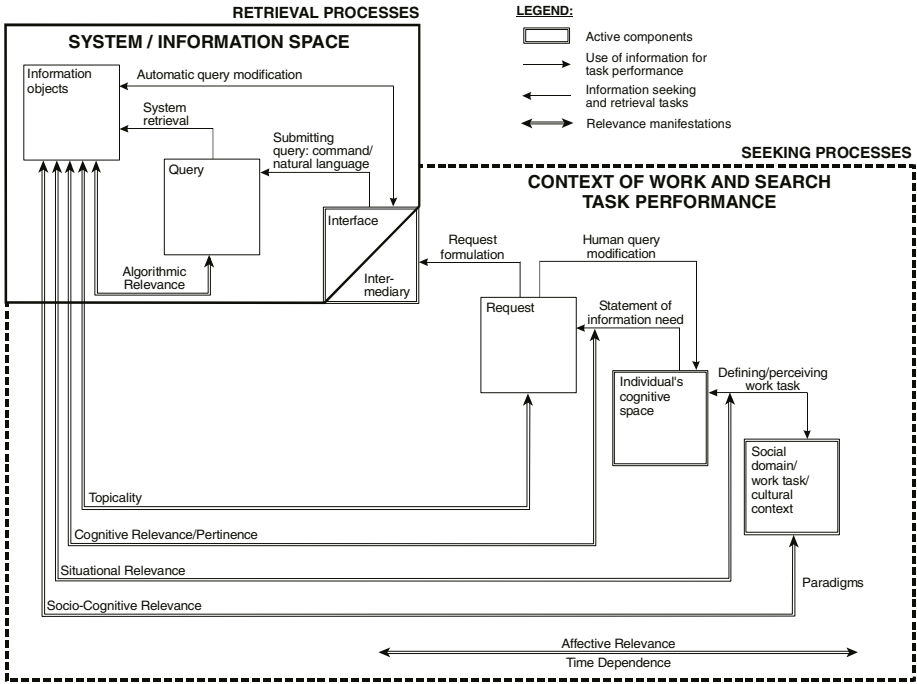 RETRIEVAL PROCESSES
LEGEND:
SYSTEM / INFORMATION SPACE
Active components
Use of information for
task performance
Information seeking
and retrieval tasks
Relevance manifestations
Information
objects
Automatic query modification
System
retrieval
Query
Submitting
query: command/
natural language
Interface
Inter-
mediary
Algorithmic
Relevance
SEEKING PROCESSES
CONTEXT OF WORK AND SEARCH
TASK PERFORMANCE
Request
formulation
Human query
modification
Request
Statement of
information need
Individual's
cognitive
space
Defining/perceiving
work task
Social
domain/
work task/
cultural
context
Topicality
Cognitive Relevance/Pertinence
Situational Relevance
Socio-Cognitive Relevance
Paradigms
Affective Relevance
Time Dependence